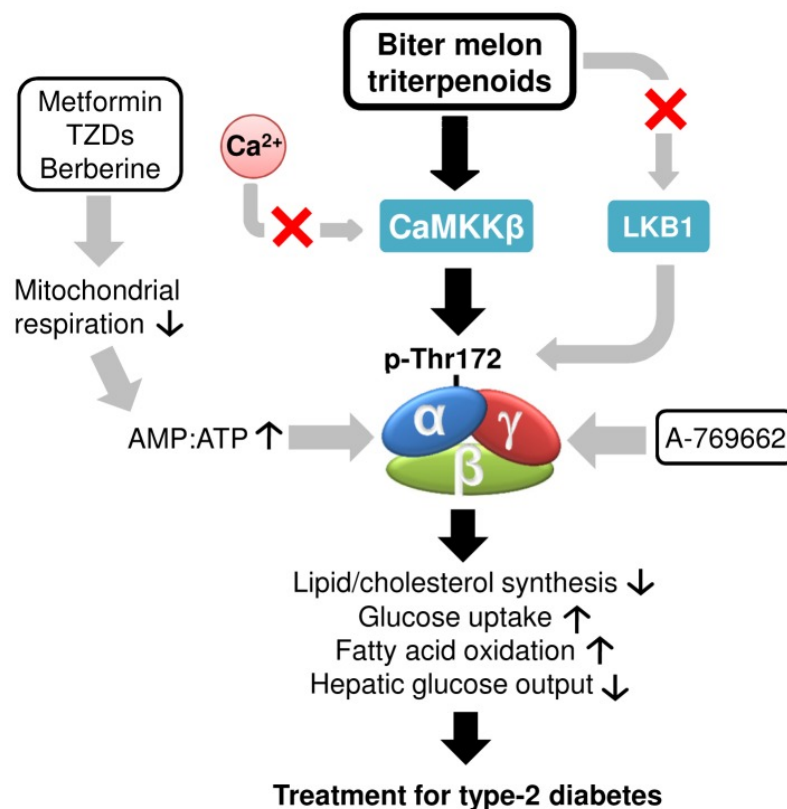 Biter melon
triterpenoids
Metformin
TZDs
Berberine
Ca²⁺
CaMKKβ
LKB1
Mitochondrial
respiration ↓
p-Thr172
α
γ
β
AMP:ATP ↑
A-769662
Lipid/cholesterol synthesis ↓
Glucose uptake ↑
Fatty acid oxidation ↑
Hepatic glucose output ↓
Treatment for type-2 diabetes